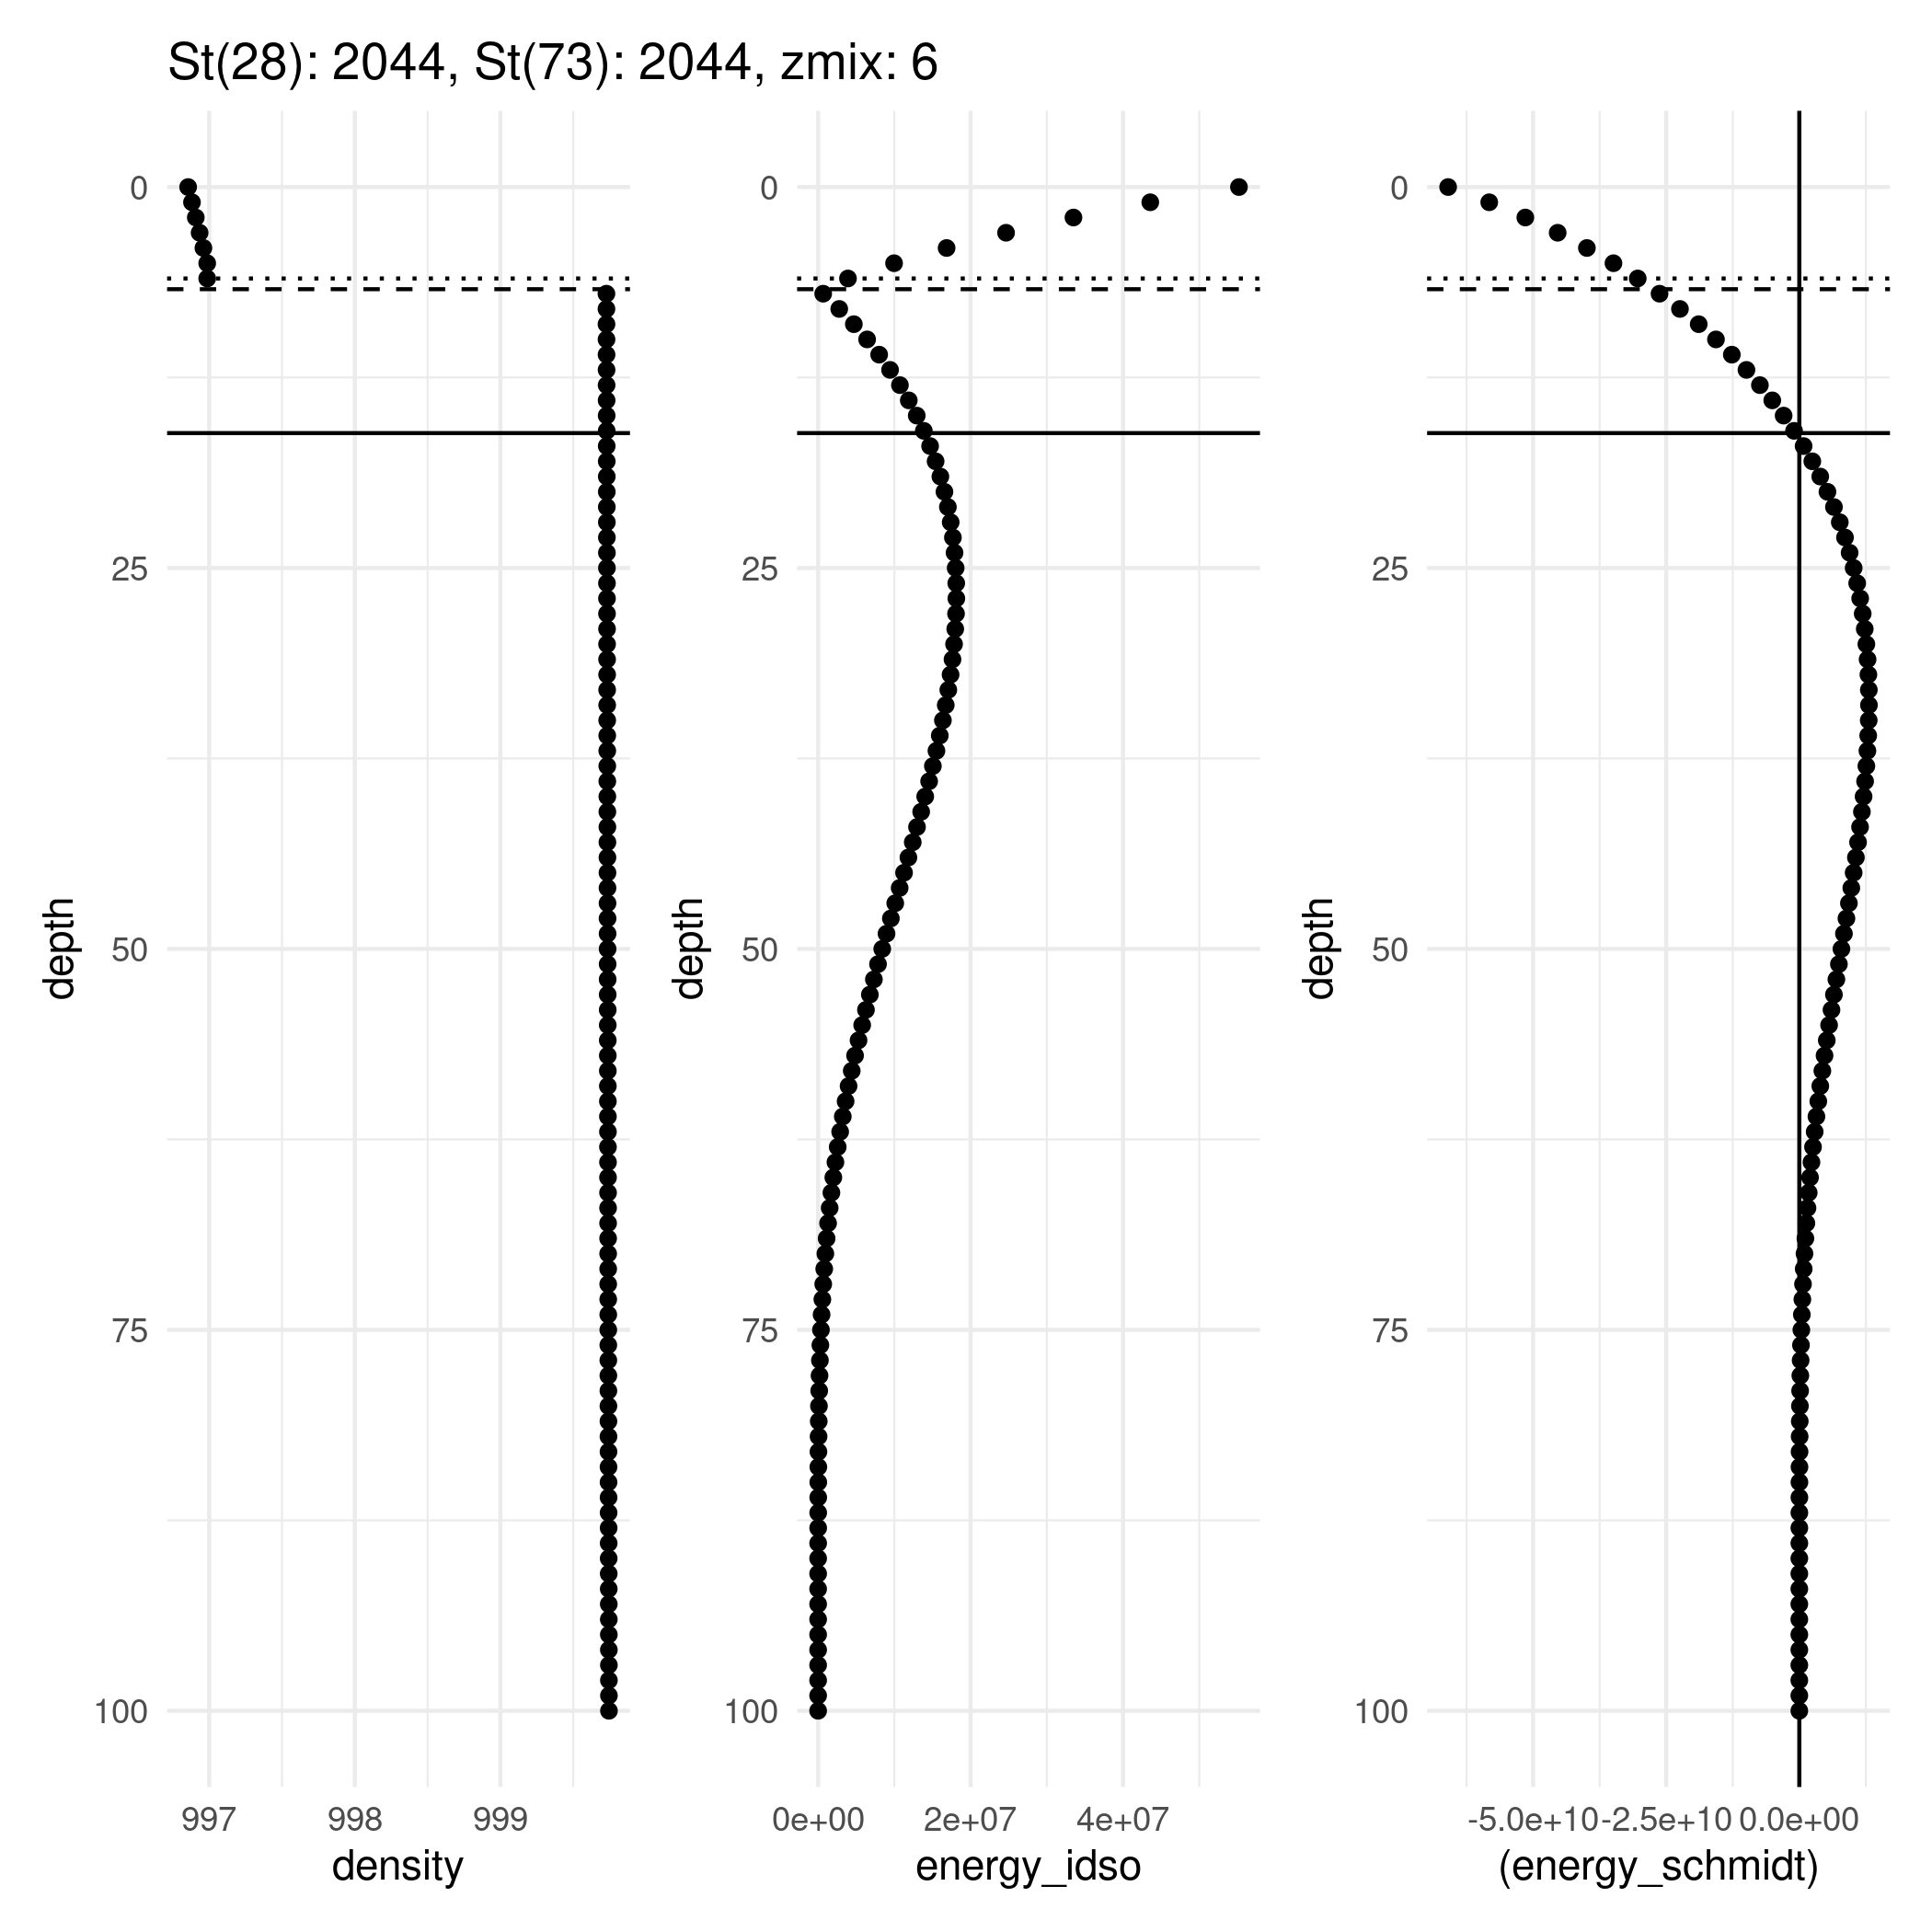 St(28): 2044, St(73): 2044, zmix: 6
depth
0
25
50
75
100
997 998 999
density
depth
0
25
50
75
100
0e+00 2e+07 4e+07
energy_idso
depth
0
25
50
75
100
-5.0e+10 -2.5e+10 0.0e+00
(energy_schmidt)